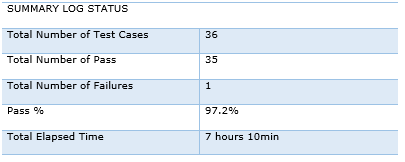 SUMMARY LOG STATUS
Total Number of Test Cases 36
Total Number of Pass 35
Total Number of Failures 1
Pass % 97.2%
Total Elapsed Time 7 hours 10min